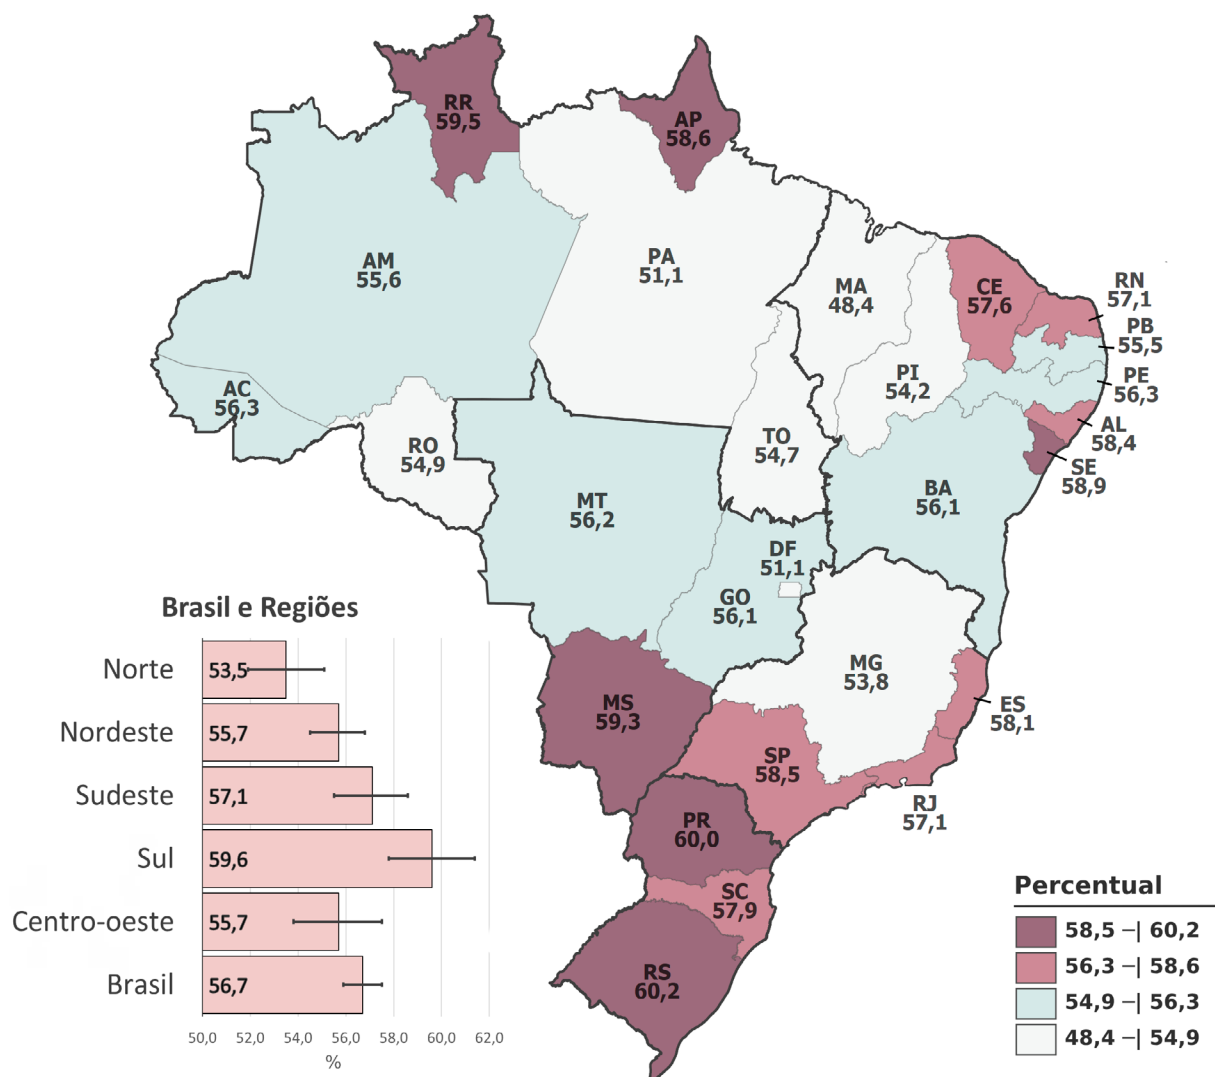 RR
59,5
AP
58,6
AM
55,6
PA
51,1
MA
48,4
CE
57,6
RN
57,1
PB
55,5
PE
56,3
AL
58,4
SE
58,9
PI
54,2
AC
56,3
RO
54,9
TO
54,7
MT
56,2
BA
56,1
DF
51,1
GO
56,1
MG
53,8
ES
58,1
MS
59,3
SP
58,5
RJ
57,1
PR
60,0
SC
57,9
RS
60,2
Brasil e Regiões
Norte 53,5
Nordeste 55,7
Sudeste 57,1
Sul 59,6
Centro-oeste 55,7
Brasil 56,7
50,0 52,0 54,0 56,0 58,0 60,0 62,0
%
Percentual
58,5 –| 60,2
56,3 –| 58,6
54,9 –| 56,3
48,4 –| 54,9